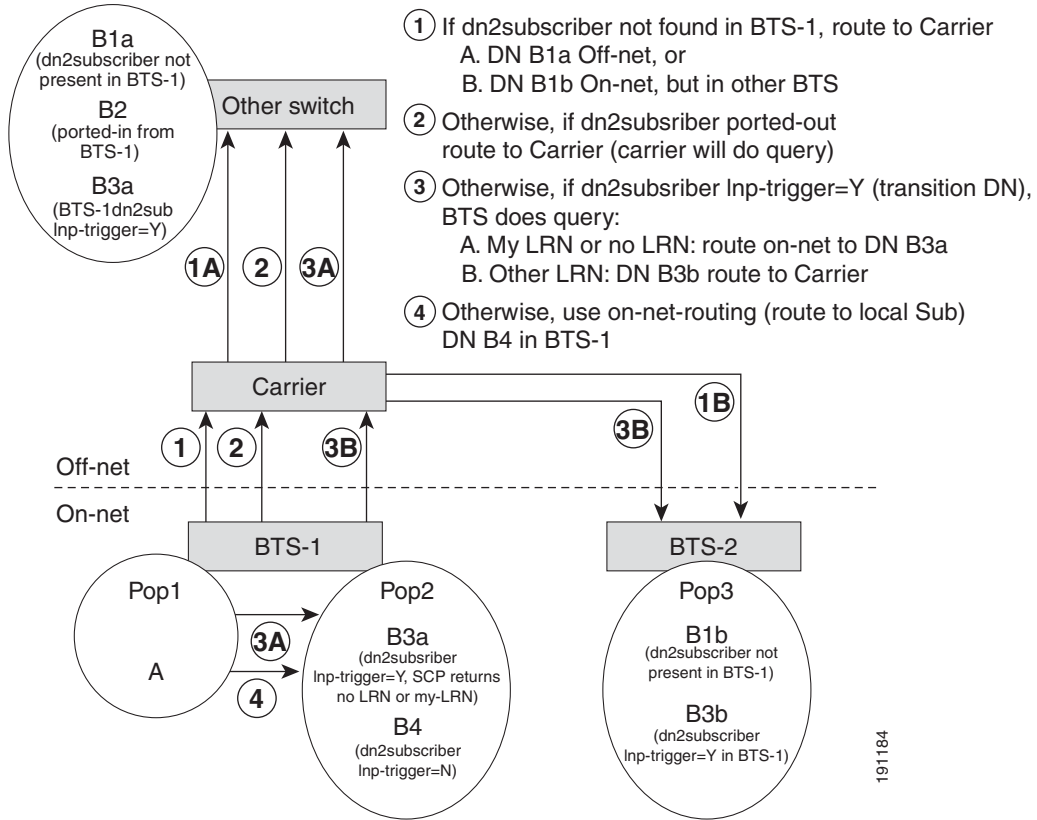 B1a
(dn2subscriber not
present in BTS-1)
B2
(ported-in from
BTS-1)
B3a
(BTS-1dn2sub
lnp-trigger=Y)
Other switch
1 If dn2subscriber not found in BTS-1, route to Carrier
A. DN B1a Off-net, or
B. DN B1b On-net, but in other BTS
2 Otherwise, if dn2subsriber ported-out
route to Carrier (carrier will do query)
3 Otherwise, if dn2subsriber lnp-trigger=Y (transition DN),
BTS does query:
A. My LRN or no LRN: route on-net to DN B3a
B. Other LRN: DN B3b route to Carrier
4 Otherwise, use on-net-routing (route to local Sub)
DN B4 in BTS-1
1A
2
3A
Carrier
1B
3B
1
2
3B
Off-net
On-net
BTS-1
BTS-2
Pop1
A
3A
4
Pop2
B3a
(dn2subsriber
lnp-trigger=Y, SCP returns
no LRN or my-LRN)
B4
(dn2subscriber
lnp-trigger=N)
Pop3
B1b
(dn2subscriber not
present in BTS-1)
B3b
(dn2subscriber
lnp-trigger=Y in BTS-1)
191184